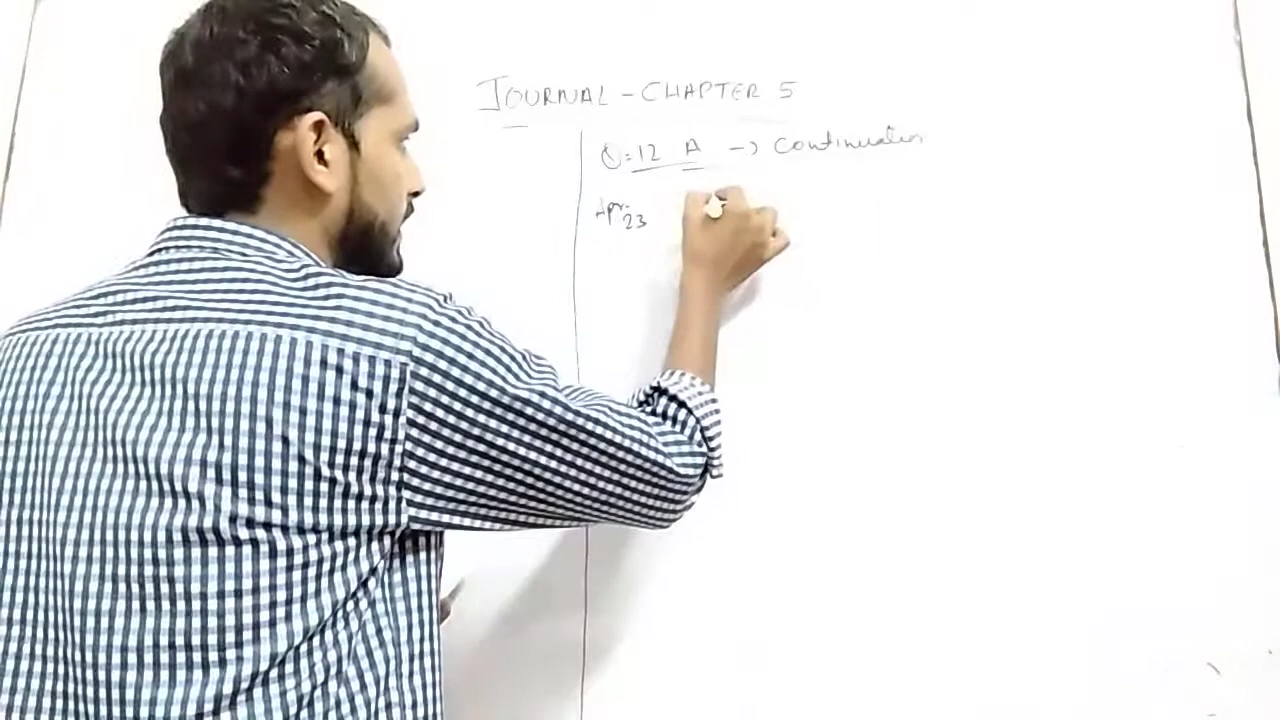 JOURNAL - CHAPTER 5
Q:12 A → Continuation
Apr. 23